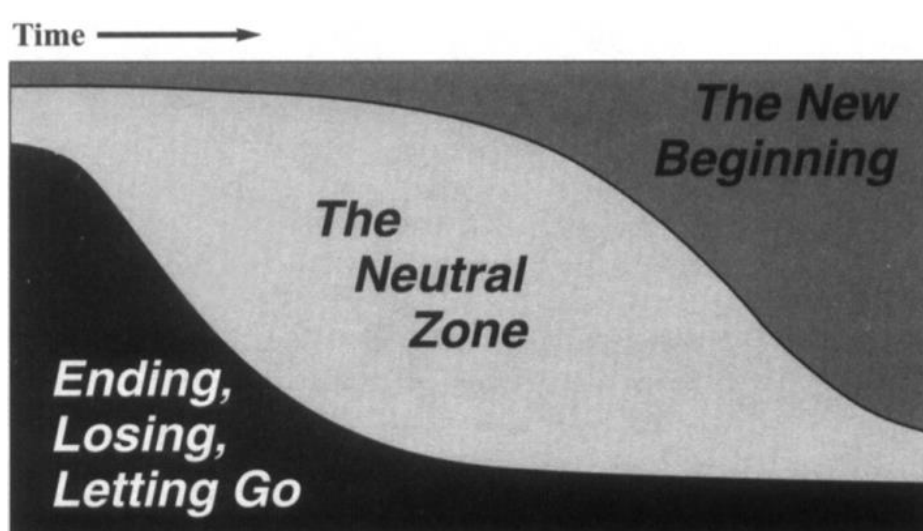 Time
The New
Beginning
The
Neutral
Zone
Ending,
Losing,
Letting Go